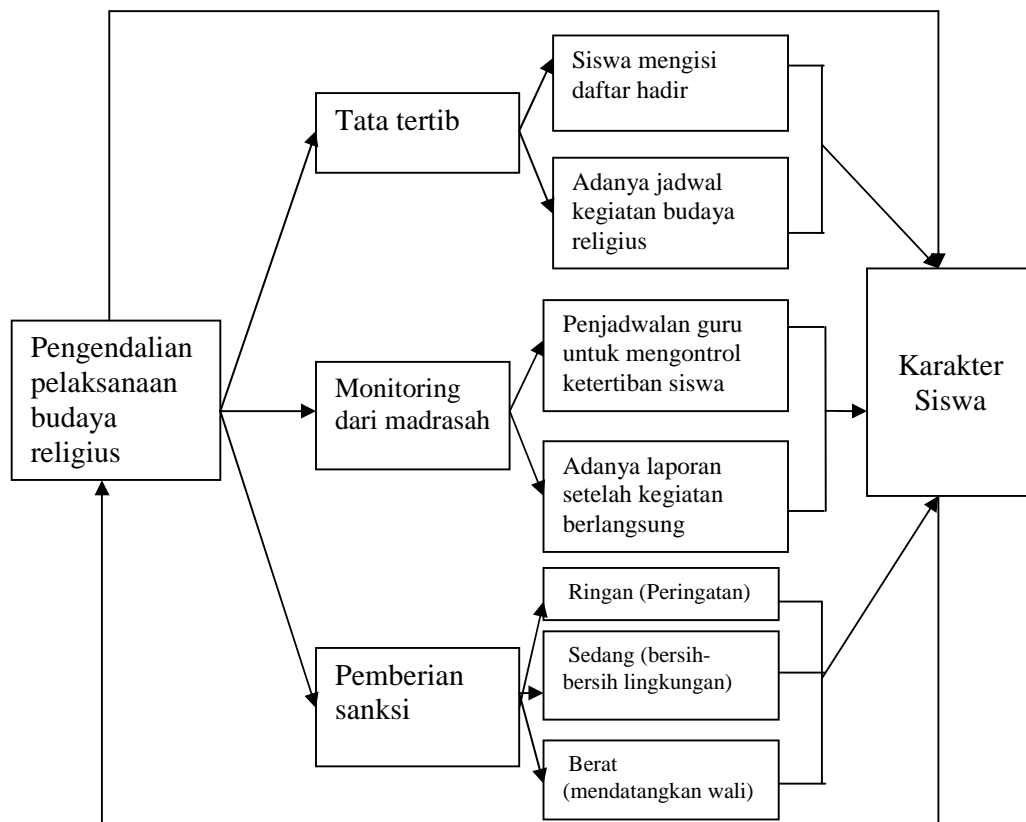 Pengendalian
pelaksanaan
budaya
religius
Tata tertib
Siswa mengisi
daftar hadir
Adanya jadwal
kegiatan budaya
religius
Monitoring
dari madrasah
Penjadwalan guru
untuk mengontrol
ketertiban siswa
Adanya laporan
setelah kegiatan
berlangsung
Pemberian
sanksi
Ringan (Peringatan)
Sedang (bersih-
bersih lingkungan)
Berat
(mendatangkan wali)
Karakter
Siswa